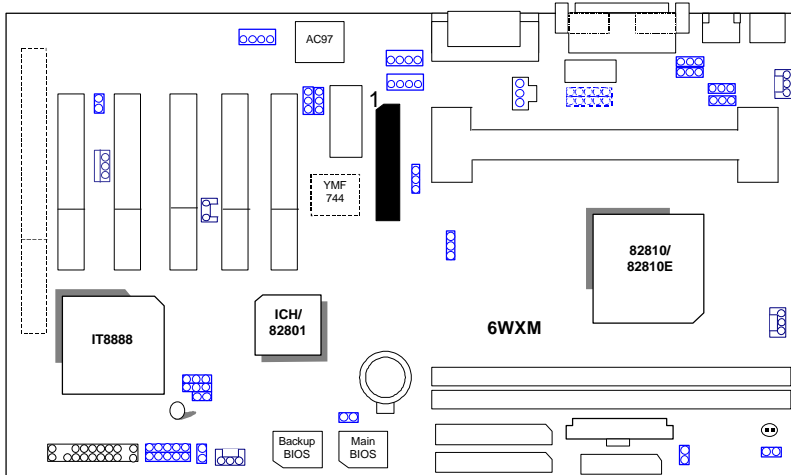 AC97
1
YMF
744
82810/
82810E
ICH/
82801
IT8888
6WXM
Backup
BIOS
Main
BIOS